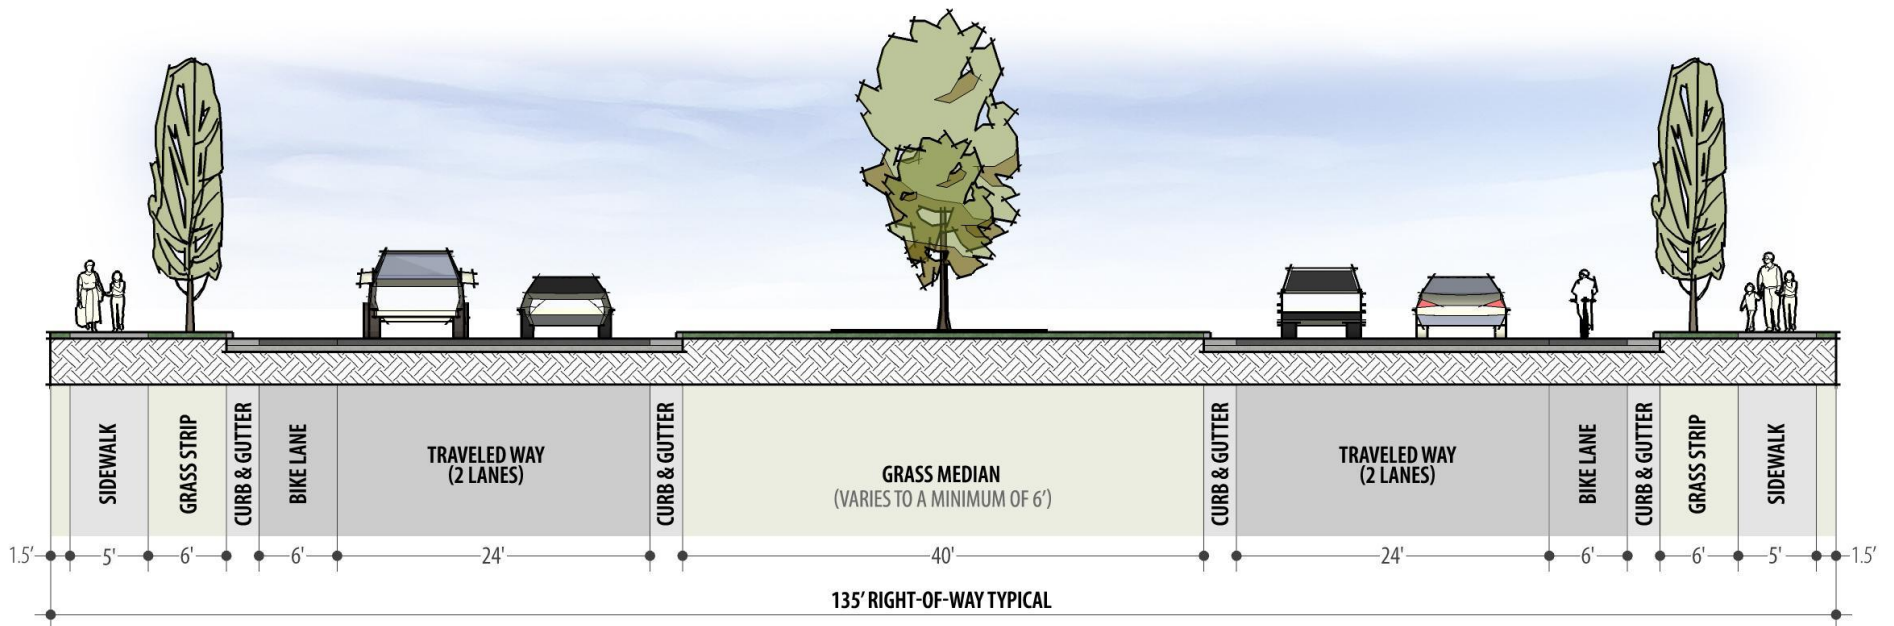 SIDEWALK
GRASS STRIP
CURB & GUTTER
BIKE LANE
TRAVELED WAY
(2 LANES)
CURB & GUTTER
GRASS MEDIAN
(VARIES TO A MINIMUM OF 6')
CURB & GUTTER
TRAVELED WAY
(2 LANES)
BIKE LANE
CURB & GUTTER
GRASS STRIP
SIDEWALK
1.5' 5' 6' 6' 24' 40' 24' 6' 6' 5' 1.5'
135' RIGHT-OF-WAY TYPICAL